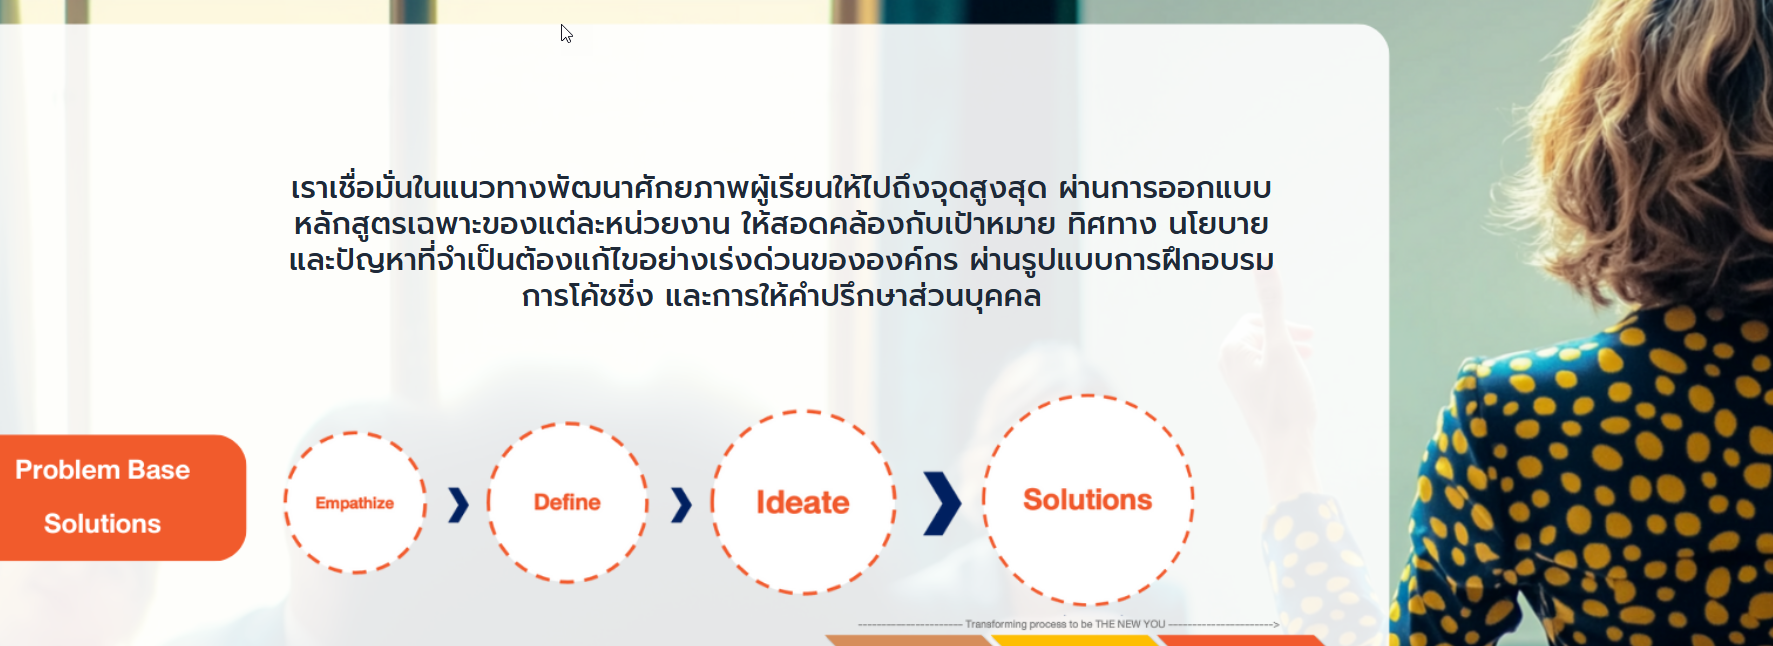 เราเชื่อมั่นในแนวทางพัฒนาศักยภาพผู้เรียนให้ไปถึงจุดสูงสุด ผ่านการออกแบบ
หลักสูตรเฉพาะของแต่ละหน่วยงาน ให้สอดคล้องกับเป้าหมาย ทิศทาง นโยบาย
และปัญหาที่จำเป็นต้องแก้ไขอย่างเร่งด่วนขององค์กร ผ่านรูปแบบการฝึกอบรม
การโค้ชชิ่ง และการให้คำปรึกษาส่วนบุคคล
Problem Base
Solutions
Empathize
Define
Ideate
Solutions
Transforming process to be THE NEW YOU